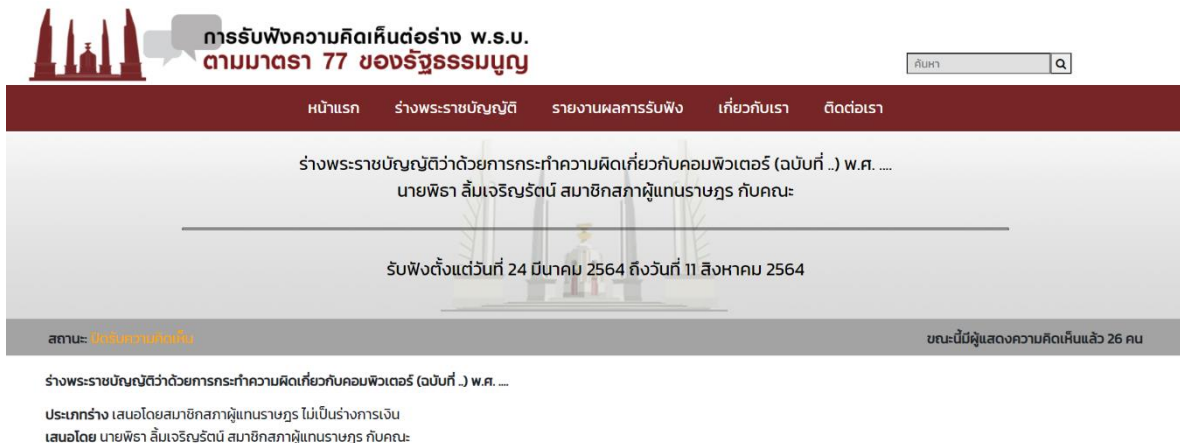 การรับฟังความคิดเห็นต่อร่าง พ.ร.บ.
ตามมาตรา 77 ของรัฐธรรมนูญ
ค้นหา
หน้าแรก ร่างพระราชบัญญัติ รายงานผลการรับฟัง เกี่ยวกับเรา ติดต่อเรา
ร่างพระราชบัญญัติว่าด้วยการกระทำความผิดเกี่ยวกับคอมพิวเตอร์ (ฉบับที่ ..) พ.ศ. ....
นายพิธา ลิ้มเจริญรัตน์ สมาชิกสภาผู้แทนราษฎร กับคณะ
รับฟังตั้งแต่วันที่ 24 มีนาคม 2564 ถึงวันที่ 11 สิงหาคม 2564
สถานะ: ปิดรับความคิดเห็น ขณะนี้มีผู้แสดงความคิดเห็นแล้ว 26 คน
ร่างพระราชบัญญัติว่าด้วยการกระทำความผิดเกี่ยวกับคอมพิวเตอร์ (ฉบับที่ ..) พ.ศ. ....
ประเภทร่าง เสนอโดยสมาชิกสภาผู้แทนราษฎร ไม่เป็นร่างการเงิน
เสนอโดย นายพิธา ลิ้มเจริญรัตน์ สมาชิกสภาผู้แทนราษฎร กับคณะ